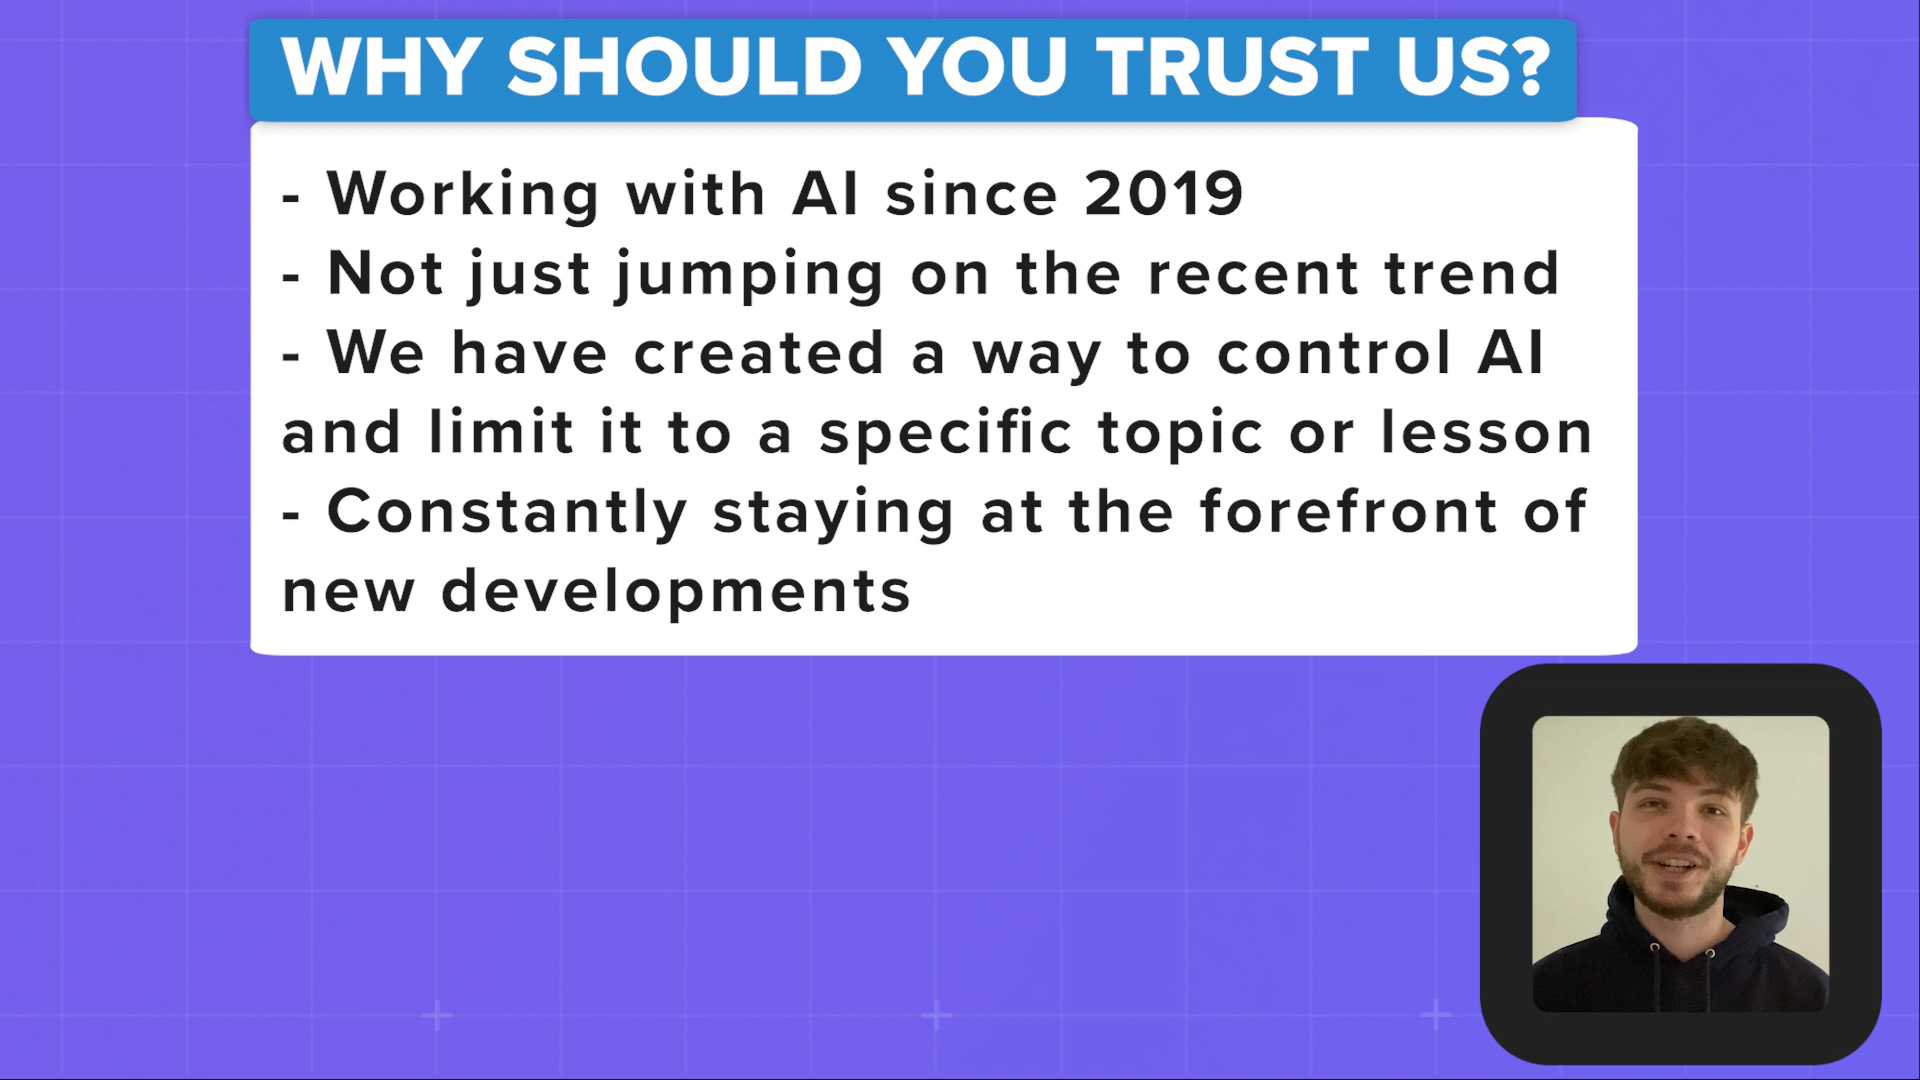 WHY SHOULD YOU TRUST US?
- Working with AI since 2019
- Not just jumping on the recent trend
- We have created a way to control AI
and limit it to a specific topic or lesson
- Constantly staying at the forefront of
new developments